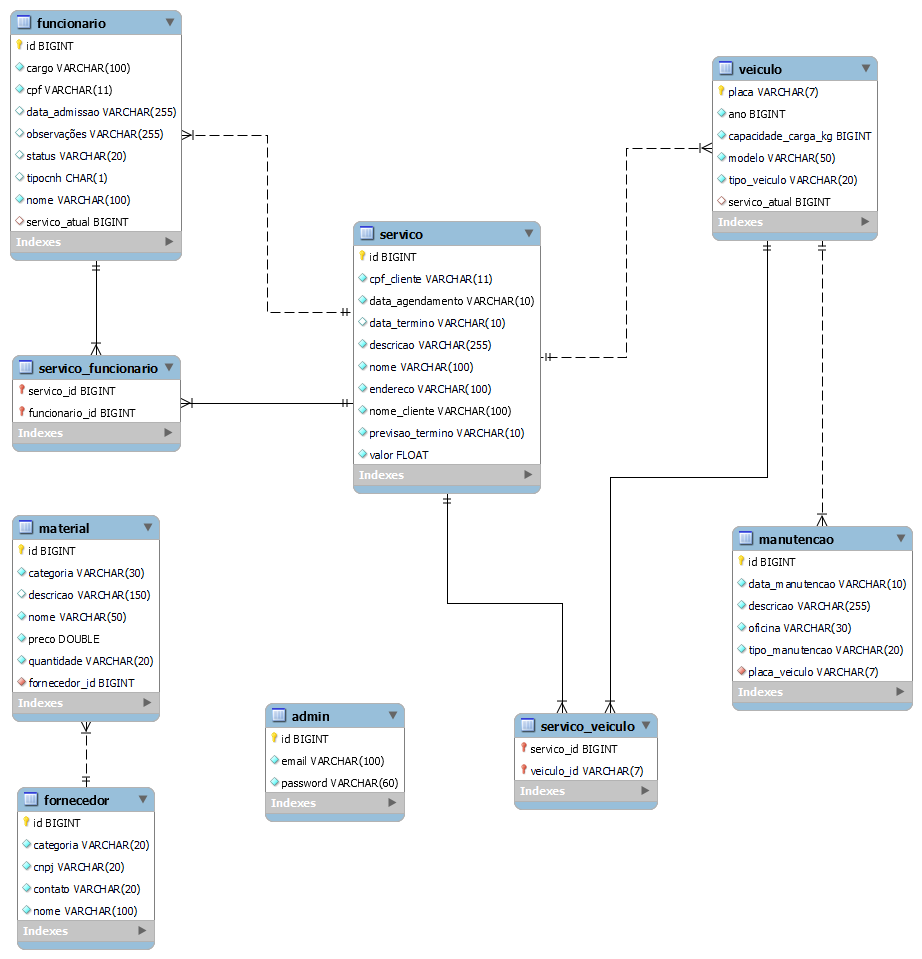 funcionario
id BIGINT
cargo VARCHAR(100)
cpf VARCHAR(11)
data_admissao VARCHAR(255)
observações VARCHAR(255)
status VARCHAR(20)
tipocnh CHAR(1)
nome VARCHAR(100)
servico_atual BIGINT
Indexes
veiculo
placa VARCHAR(7)
ano BIGINT
capacidade_carga_kg BIGINT
modelo VARCHAR(50)
tipo_veiculo VARCHAR(20)
servico_atual BIGINT
Indexes
servico
id BIGINT
cpf_cliente VARCHAR(11)
data_agendamento VARCHAR(10)
data_termino VARCHAR(10)
descricao VARCHAR(255)
nome VARCHAR(100)
endereco VARCHAR(100)
nome_cliente VARCHAR(100)
previsao_termino VARCHAR(10)
valor FLOAT
Indexes
servico_funcionario
servico_id BIGINT
funcionario_id BIGINT
Indexes
material
id BIGINT
categoria VARCHAR(30)
descricao VARCHAR(150)
nome VARCHAR(50)
preco DOUBLE
quantidade VARCHAR(20)
fornecedor_id BIGINT
Indexes
manutencao
id BIGINT
data_manutencao VARCHAR(10)
descricao VARCHAR(255)
oficina VARCHAR(30)
tipo_manutencao VARCHAR(20)
placa_veiculo VARCHAR(7)
Indexes
admin
id BIGINT
email VARCHAR(100)
password VARCHAR(60)
Indexes
servico_veiculo
servico_id BIGINT
veiculo_id VARCHAR(7)
Indexes
fornecedor
id BIGINT
categoria VARCHAR(20)
cnpj VARCHAR(20)
contato VARCHAR(20)
nome VARCHAR(100)
Indexes